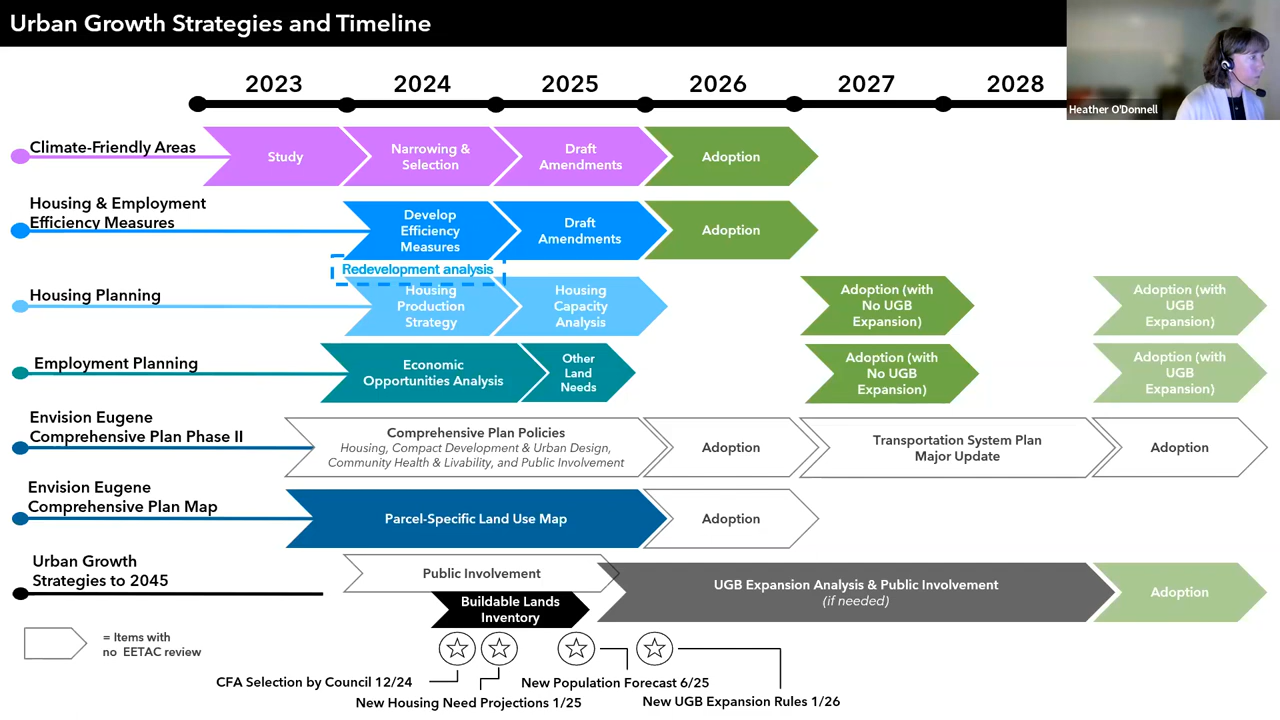 Urban Growth Strategies and Timeline
Heather O'Donnell
2023 2024 2025 2026 2027 2028
Climate-Friendly Areas
Study
Narrowing &
Selection
Draft
Amendments
Adoption
Housing & Employment
Efficiency Measures
Develop
Efficiency
Measures
Draft
Amendments
Adoption
Redevelopment analysis
Housing Planning
Housing
Production
Strategy
Housing
Capacity
Analysis
Adoption (with
No UGB
Expansion)
Adoption (with
UGB
Expansion)
Employment Planning
Economic
Opportunities Analysis
Other
Land
Needs
Adoption (with
No UGB
Expansion)
Adoption (with
UGB
Expansion)
Envision Eugene
Comprehensive Plan Phase II
Comprehensive Plan Policies
Housing, Compact Development & Urban Design,
Community Health & Livability, and Public Involvement
Adoption
Transportation System Plan
Major Update
Adoption
Envision Eugene
Comprehensive Plan Map
Parcel-Specific Land Use Map
Adoption
Urban Growth
Strategies to 2045
Public Involvement
Buildable Lands
Inventory
UGB Expansion Analysis & Public Involvement
(if needed)
Adoption
= Items with
no EETAC review
CFA Selection by Council 12/24
New Housing Need Projections 1/25
New Population Forecast 6/25
New UGB Expansion Rules 1/26